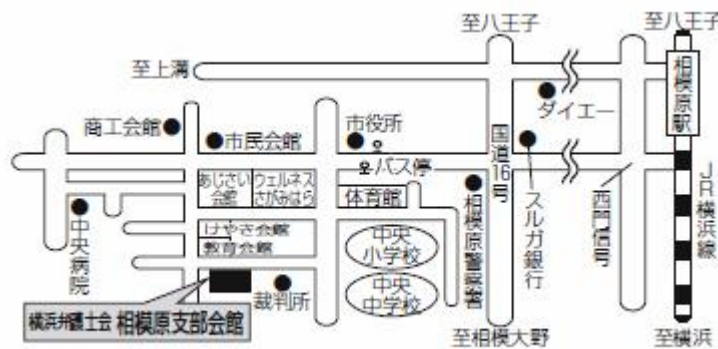 至八王子
至八王子
至上溝
相模原駅
ダイエー
商工会館
市民会館
市役所
バス停
国道16号
スルガ銀行
西門信号
JR横浜線
あじさい会館
ウェルネスさがみはら
体育館
相模原警察署
中央病院
けやき会館
教育会館
中央小学校
中央中学校
裁判所
横浜弁護士会 相模原支部会館
至相模大野
至横浜